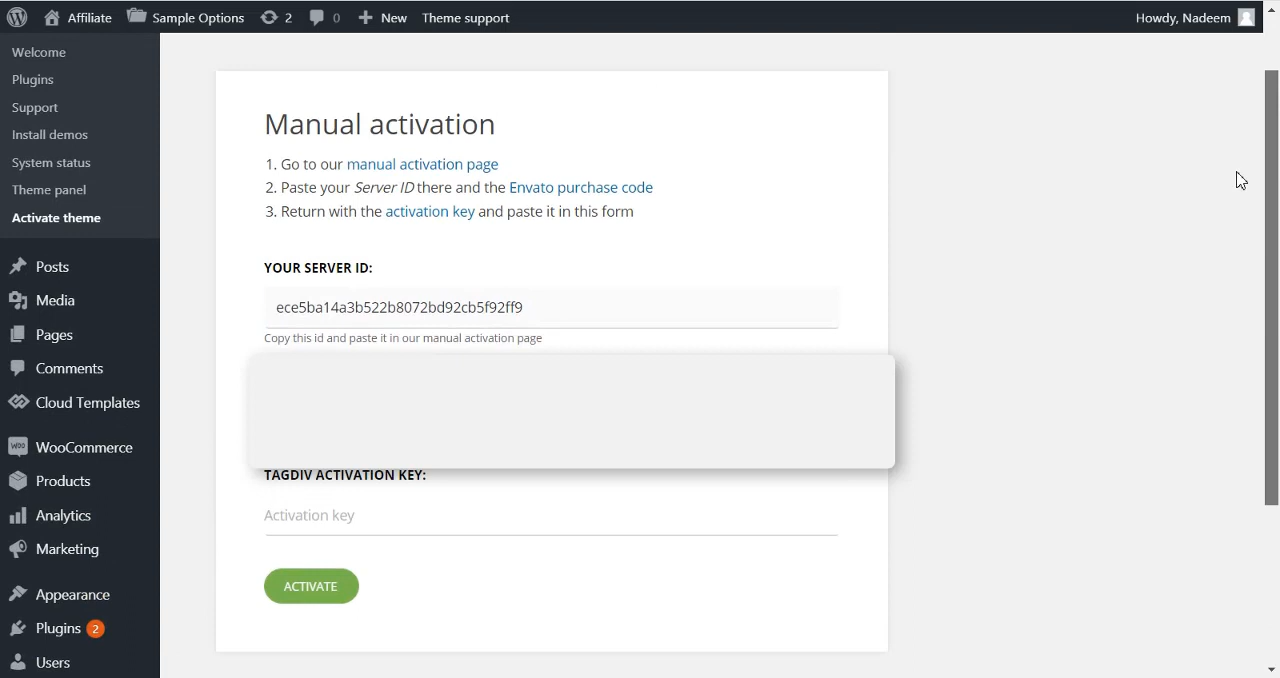 Affiliate Sample Options 2 0 New Theme support Howdy, Nadeem
Welcome
Plugins
Support
Install demos
System status
Theme panel
Activate theme
Posts
Media
Pages
Comments
Cloud Templates
WooCommerce
Products
Analytics
Marketing
Appearance
Plugins 2
Users
Manual activation
1. Go to our manual activation page
2. Paste your Server ID there and the Envato purchase code
3. Return with the activation key and paste it in this form
YOUR SERVER ID:
ece5ba14a3b522b8072bd92cb5f92ff9
Copy this id and paste it in our manual activation page
TAGDIV ACTIVATION KEY:
Activation key
ACTIVATE